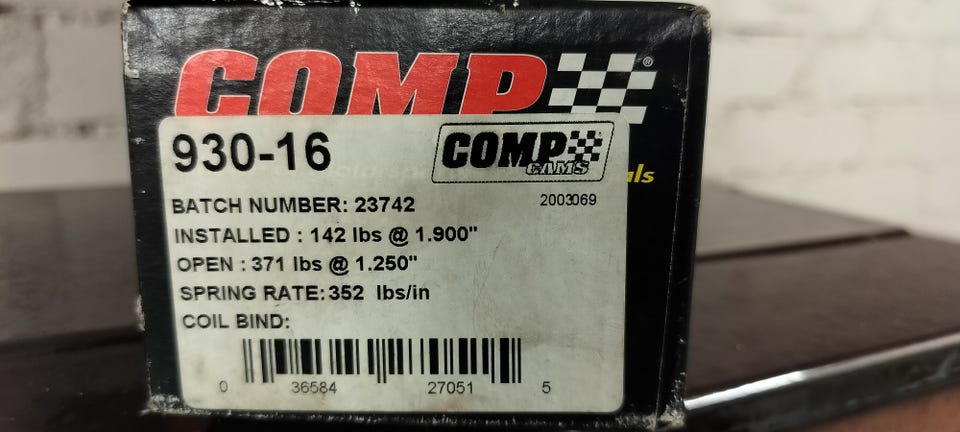 COMP®
930-16
COMP CAMS
als
BATCH NUMBER: 23742
2003069
INSTALLED : 142 lbs @ 1.900"
OPEN : 371 lbs @ 1.250"
SPRING RATE: 352 lbs/in
COIL BIND:
0 36584 27051 5